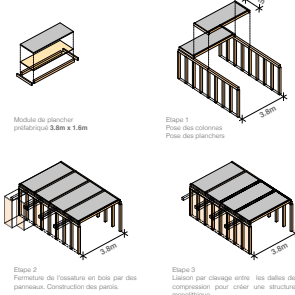 3.8m
Module de plancher
préfabriqué 3.8m x 1.6m
Etape 1
Pose des colonnes
Pose des planchers
3.8m
3.8m
Etape 2
Fermeture de l'ossature en bois par des
panneaux. Construction des parois.
Etape 3
Liaison par clavage entre les dalles de
compression pour créer une structure